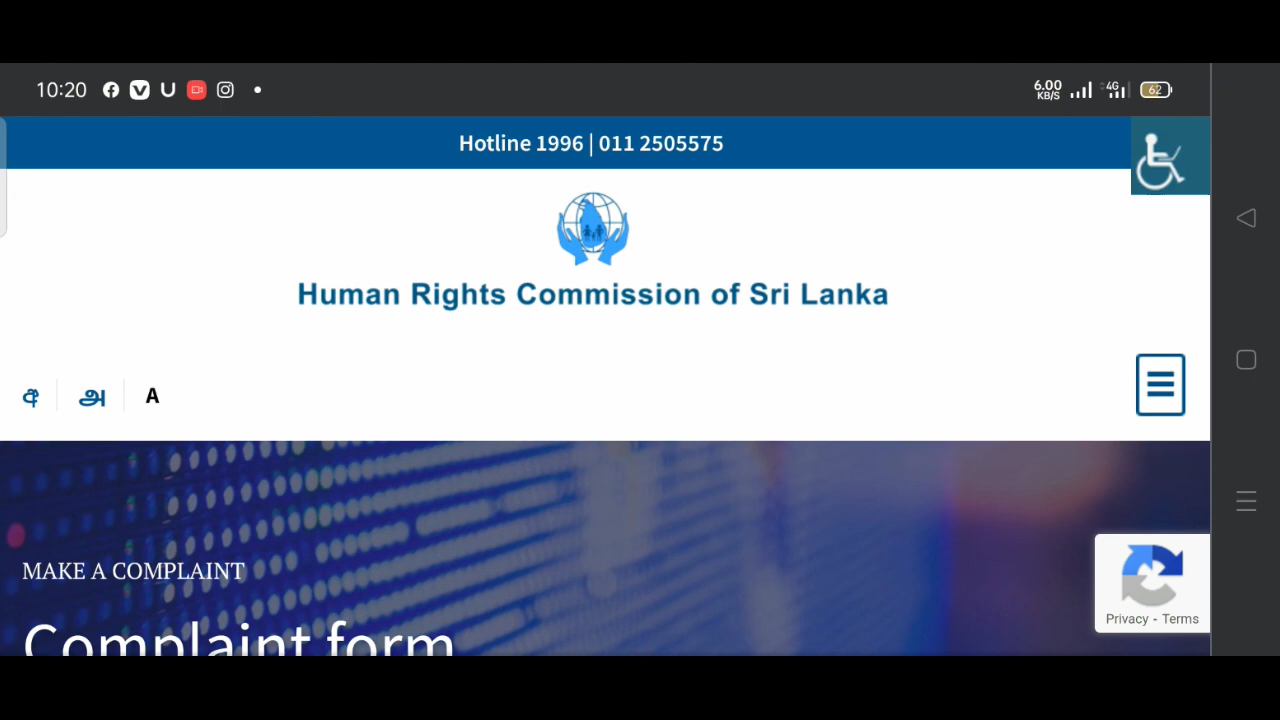 10:20
6.00
KB/S
4G
62
Hotline 1996 | 011 2505575
Human Rights Commission of Sri Lanka
අ
அ
A
MAKE A COMPLAINT
Complaint form
Privacy - Terms